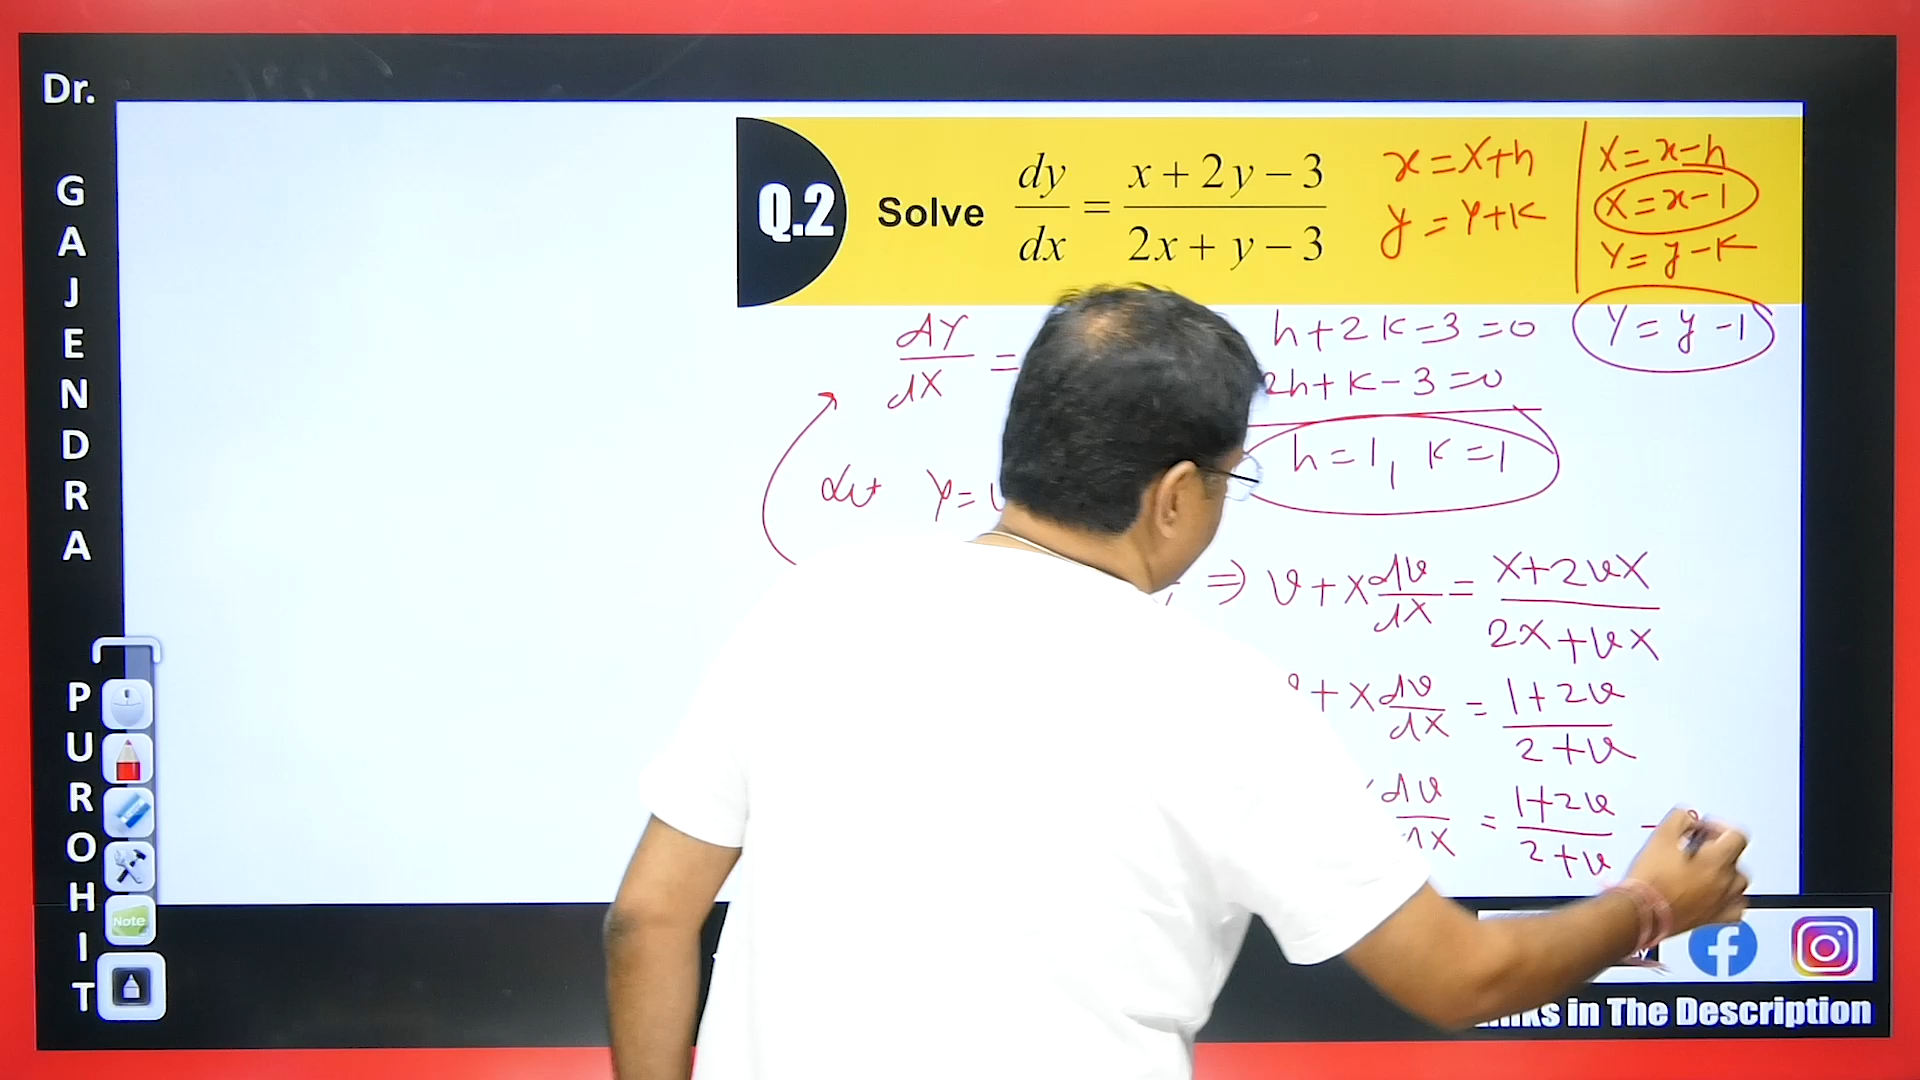 Dr.
GAJENDRA
PUROHIT
Q.2 Solve dy/dx = (x + 2y − 3)/(2x + y − 3)
x = X+h
y = Y+K
X = x−h
X = x−1
Y = y−K
Y = y−1
dY/dX =
h+2K−3=0
2h+K−3=0
h=1, K=1
Y=
⇒ v + X dv/dX = (X+2vX)/(2X+vX)
+ X dv/dX = (1+2v)/(2+v)
dv/dX = (1+2v)/(2+v) −
Note
in The Description